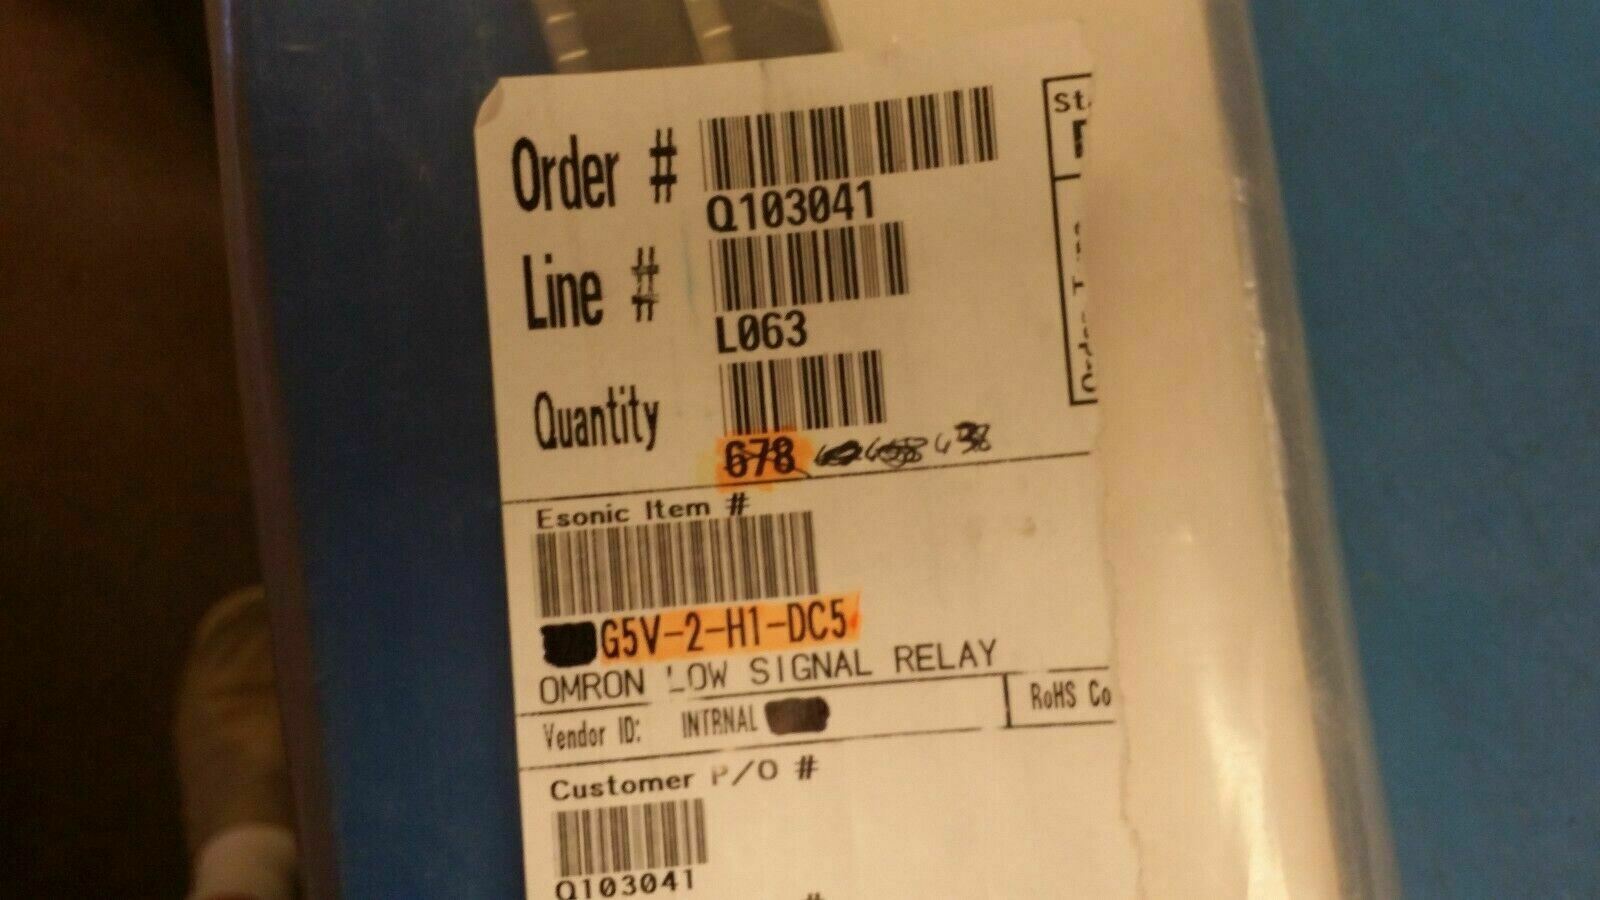 Order #
Q103041
Line #
L063
Quantity
678
Esonic Item #
G5V-2-H1-DC5
OMRON LOW SIGNAL RELAY
Vendor ID: INTRNAL
RoHS Co
Customer P/O #
Q103041
#